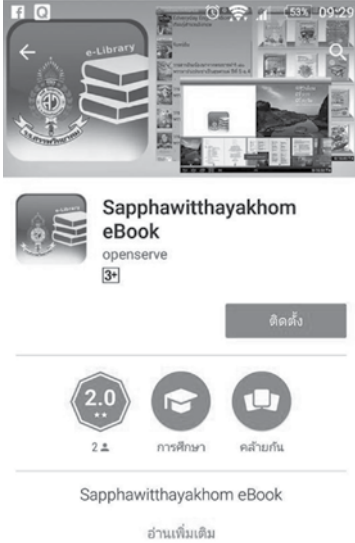 53% 09:29
e-Library
Sapphawitthayakhom
eBook
openserve
3+
ติดตั้ง
2.0
2
การศึกษา
คล้ายกัน
Sapphawitthayakhom eBook
อ่านเพิ่มเติม